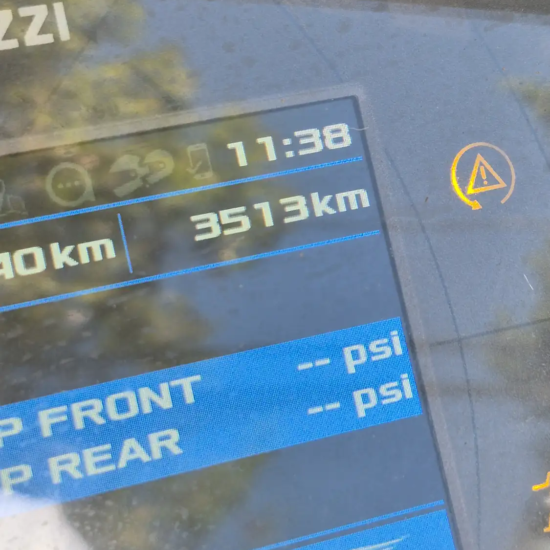 ZZI
11:38
40km 3513km
P FRONT -- psi
P REAR -- psi